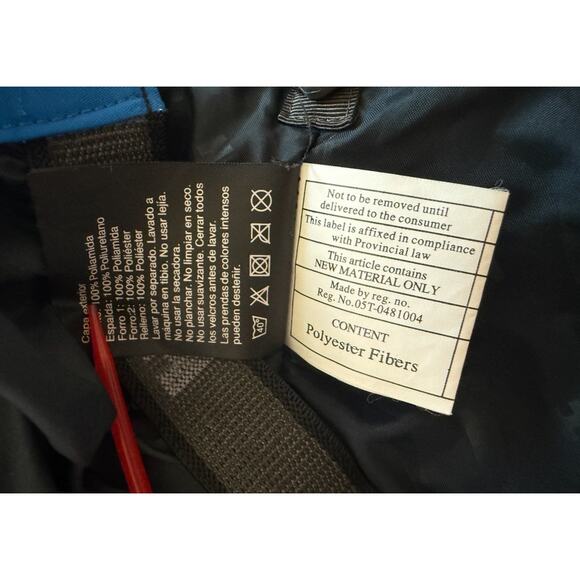 Capa exterior
100% Poliamida
Espalda: 100% Poliuretano
Forro 1: 100% Poliamida
Forro 2: 100% Poliéster
Relleno: 100% Poliéster
Lavar por separado. Lavado a
máquina en tibio. No usar lejía.
No usar la secadora.
No planchar. No limpiar en seco.
No usar suavizante. Cerrar todos
los velcros antes de lavar.
Las prendas de colores intensos
pueden desteñir.
40°
Not to be removed until
delivered to the consumer
This label is affixed in compliance
with Provincial law
This article contains
NEW MATERIAL ONLY
Made by reg. no.
Reg. No.05T-0481004
CONTENT
Polyester Fibers